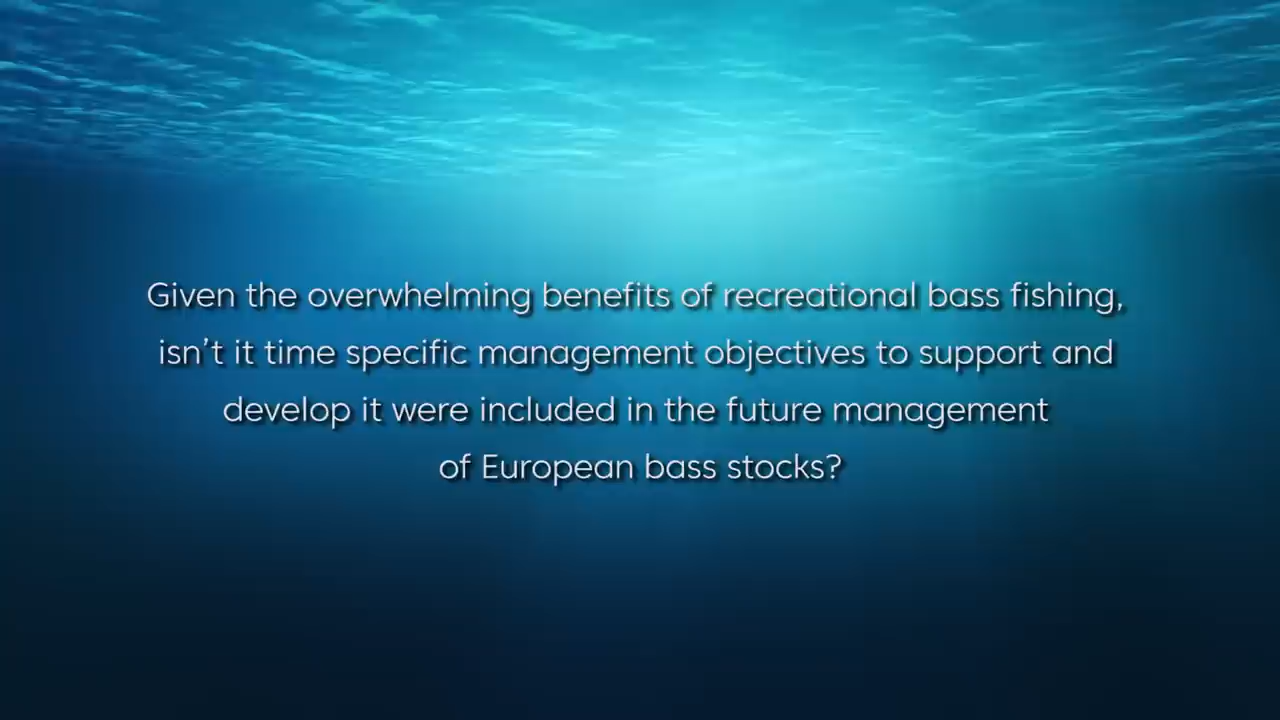 Given the overwhelming benefits of recreational bass fishing,
isn't it time specific management objectives to support and
develop it were included in the future management
of European bass stocks?